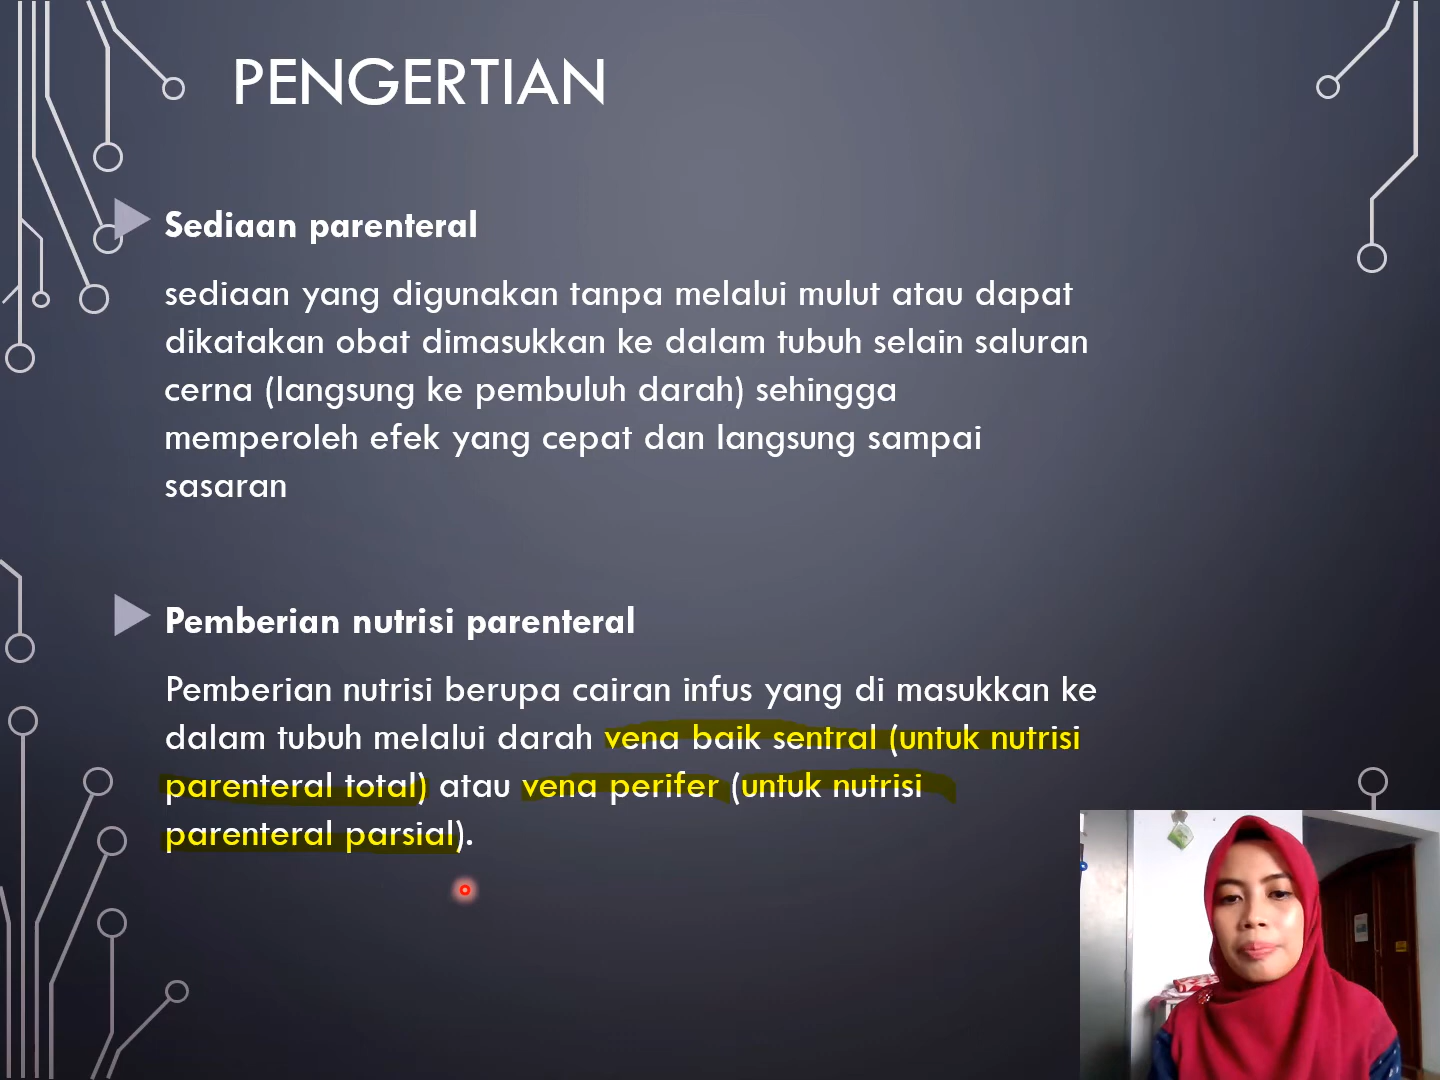 PENGERTIAN
Sediaan parenteral
sediaan yang digunakan tanpa melalui mulut atau dapat
dikatakan obat dimasukkan ke dalam tubuh selain saluran
cerna (langsung ke pembuluh darah) sehingga
memperoleh efek yang cepat dan langsung sampai
sasaran
Pemberian nutrisi parenteral
Pemberian nutrisi berupa cairan infus yang di masukkan ke
dalam tubuh melalui darah vena baik sentral (untuk nutrisi
parenteral total) atau vena perifer (untuk nutrisi
parenteral parsial).